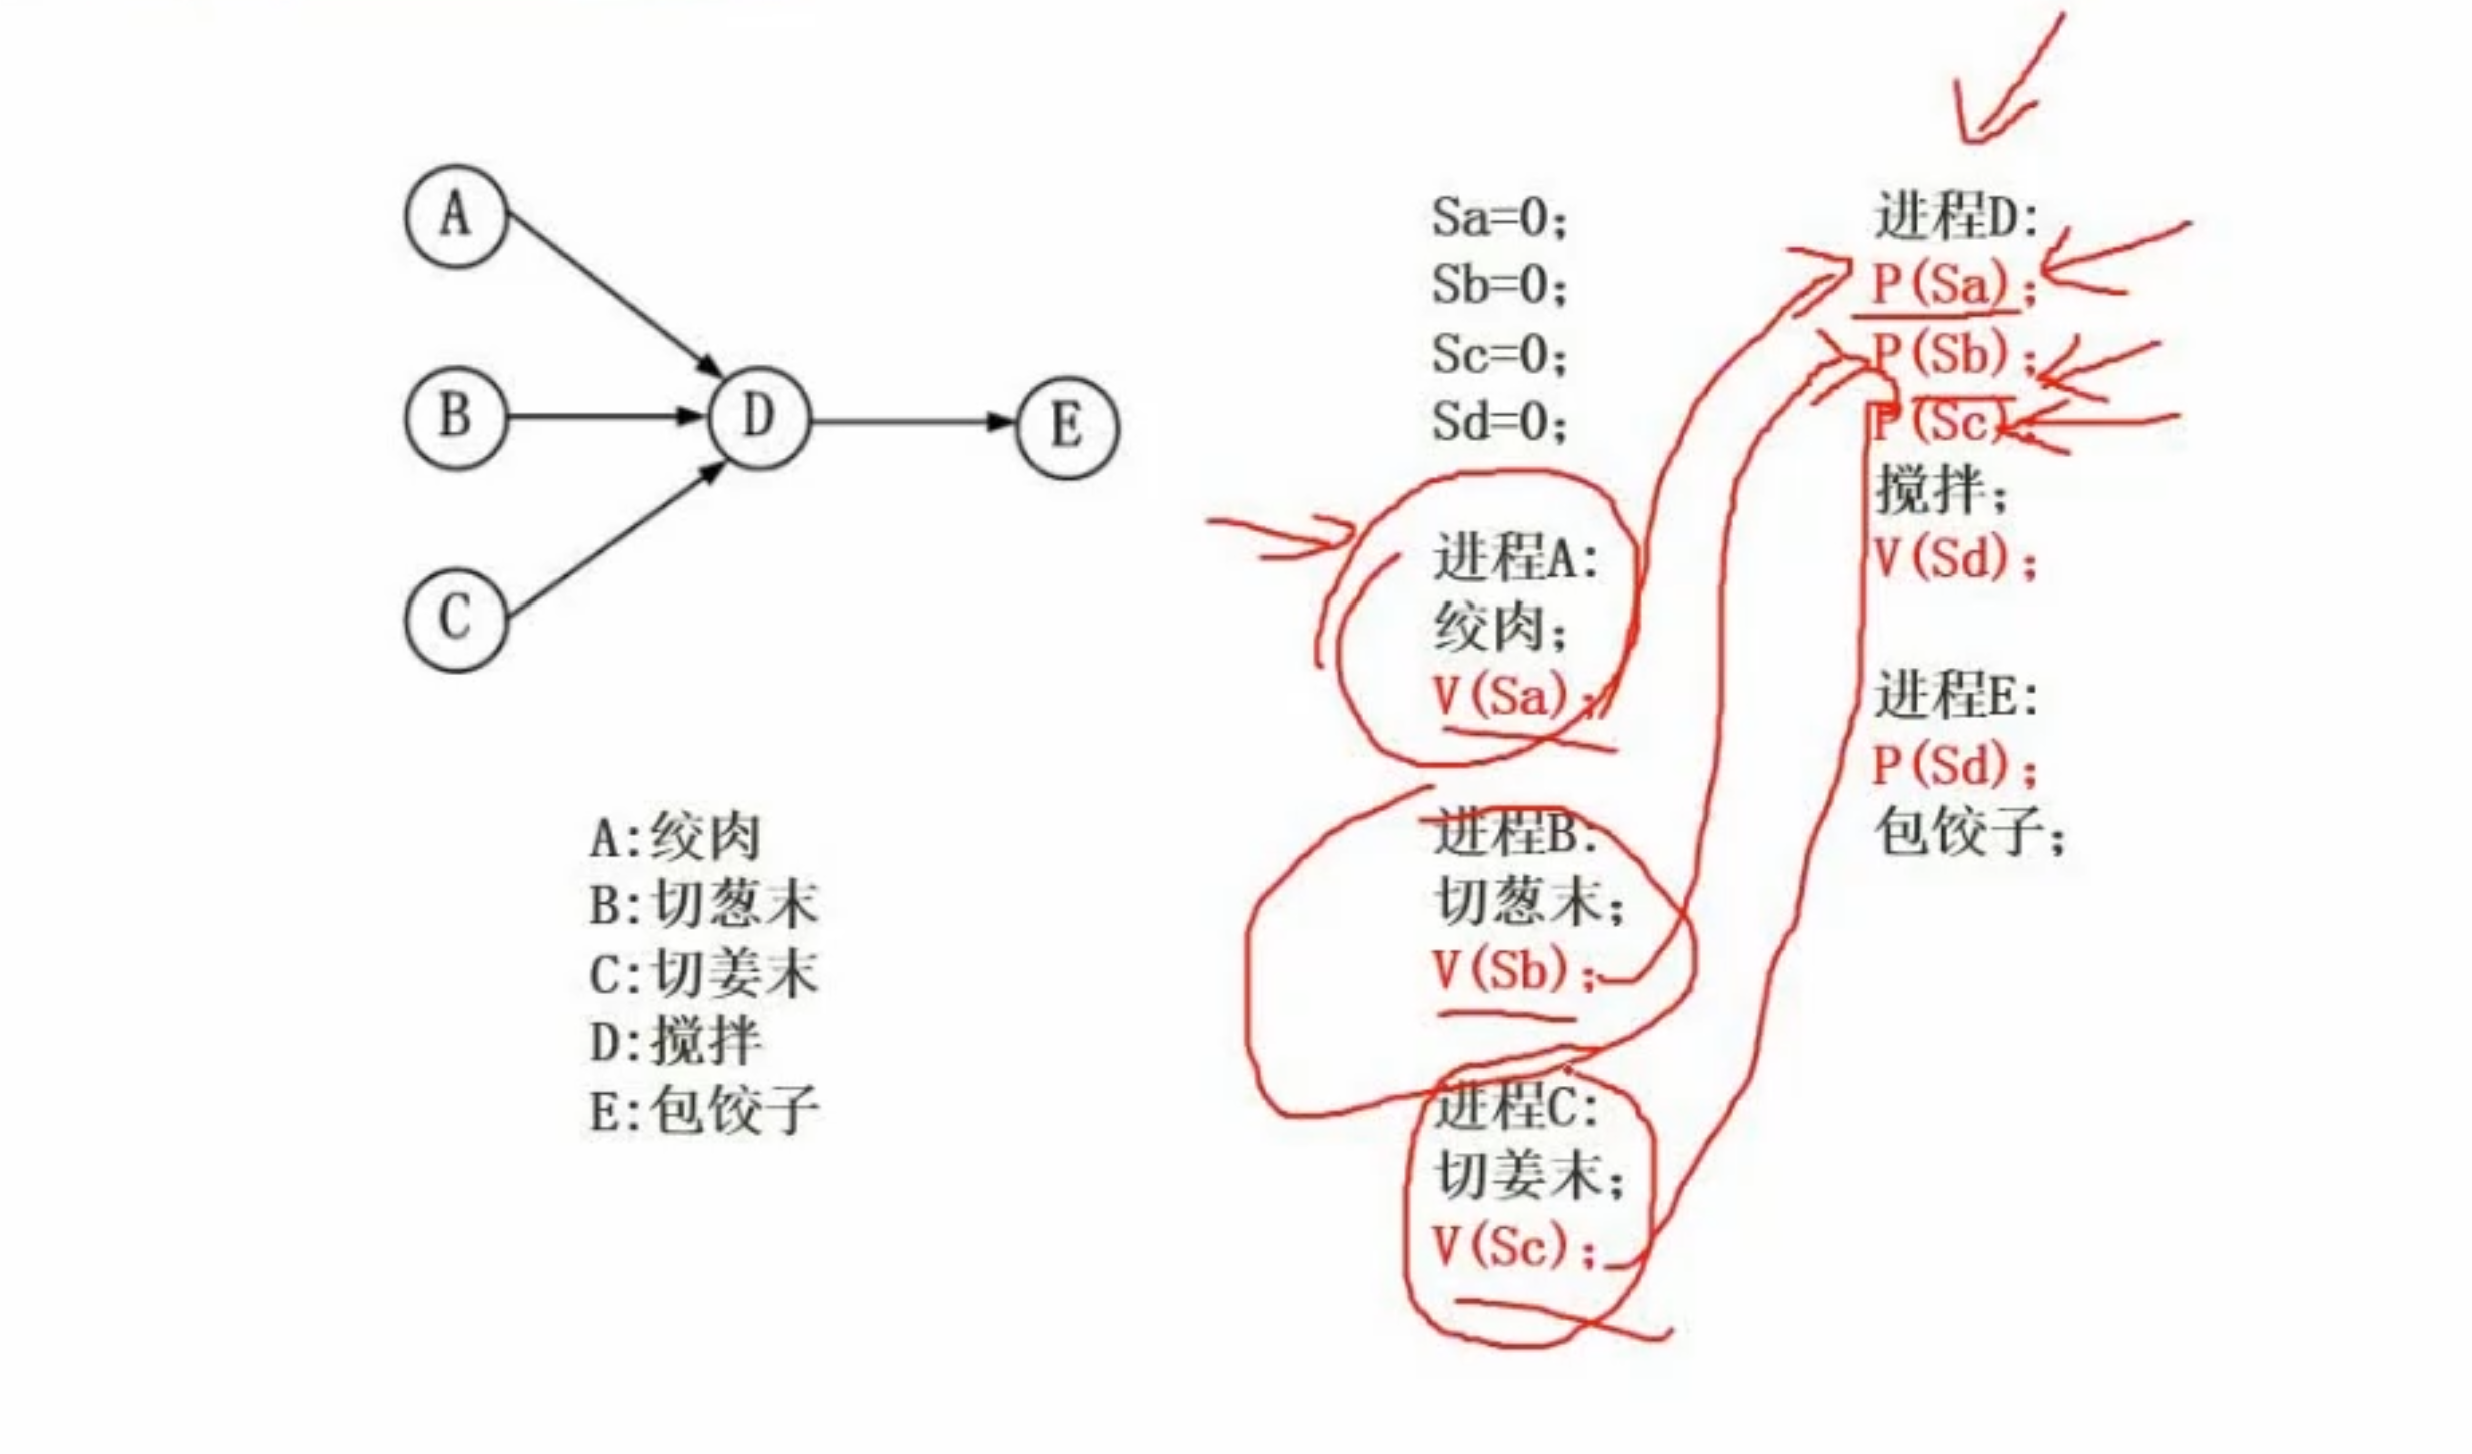 A
B
C
D
E
A:绞肉
B:切葱末
C:切姜末
D:搅拌
E:包饺子
Sa=0;
Sb=0;
Sc=0;
Sd=0;
进程A:
绞肉;
V(Sa);
进程B:
切葱末;
V(Sb);
进程C:
切姜末;
V(Sc);
进程D:
P(Sa);
P(Sb);
P(Sc);
搅拌;
V(Sd);
进程E:
P(Sd);
包饺子;